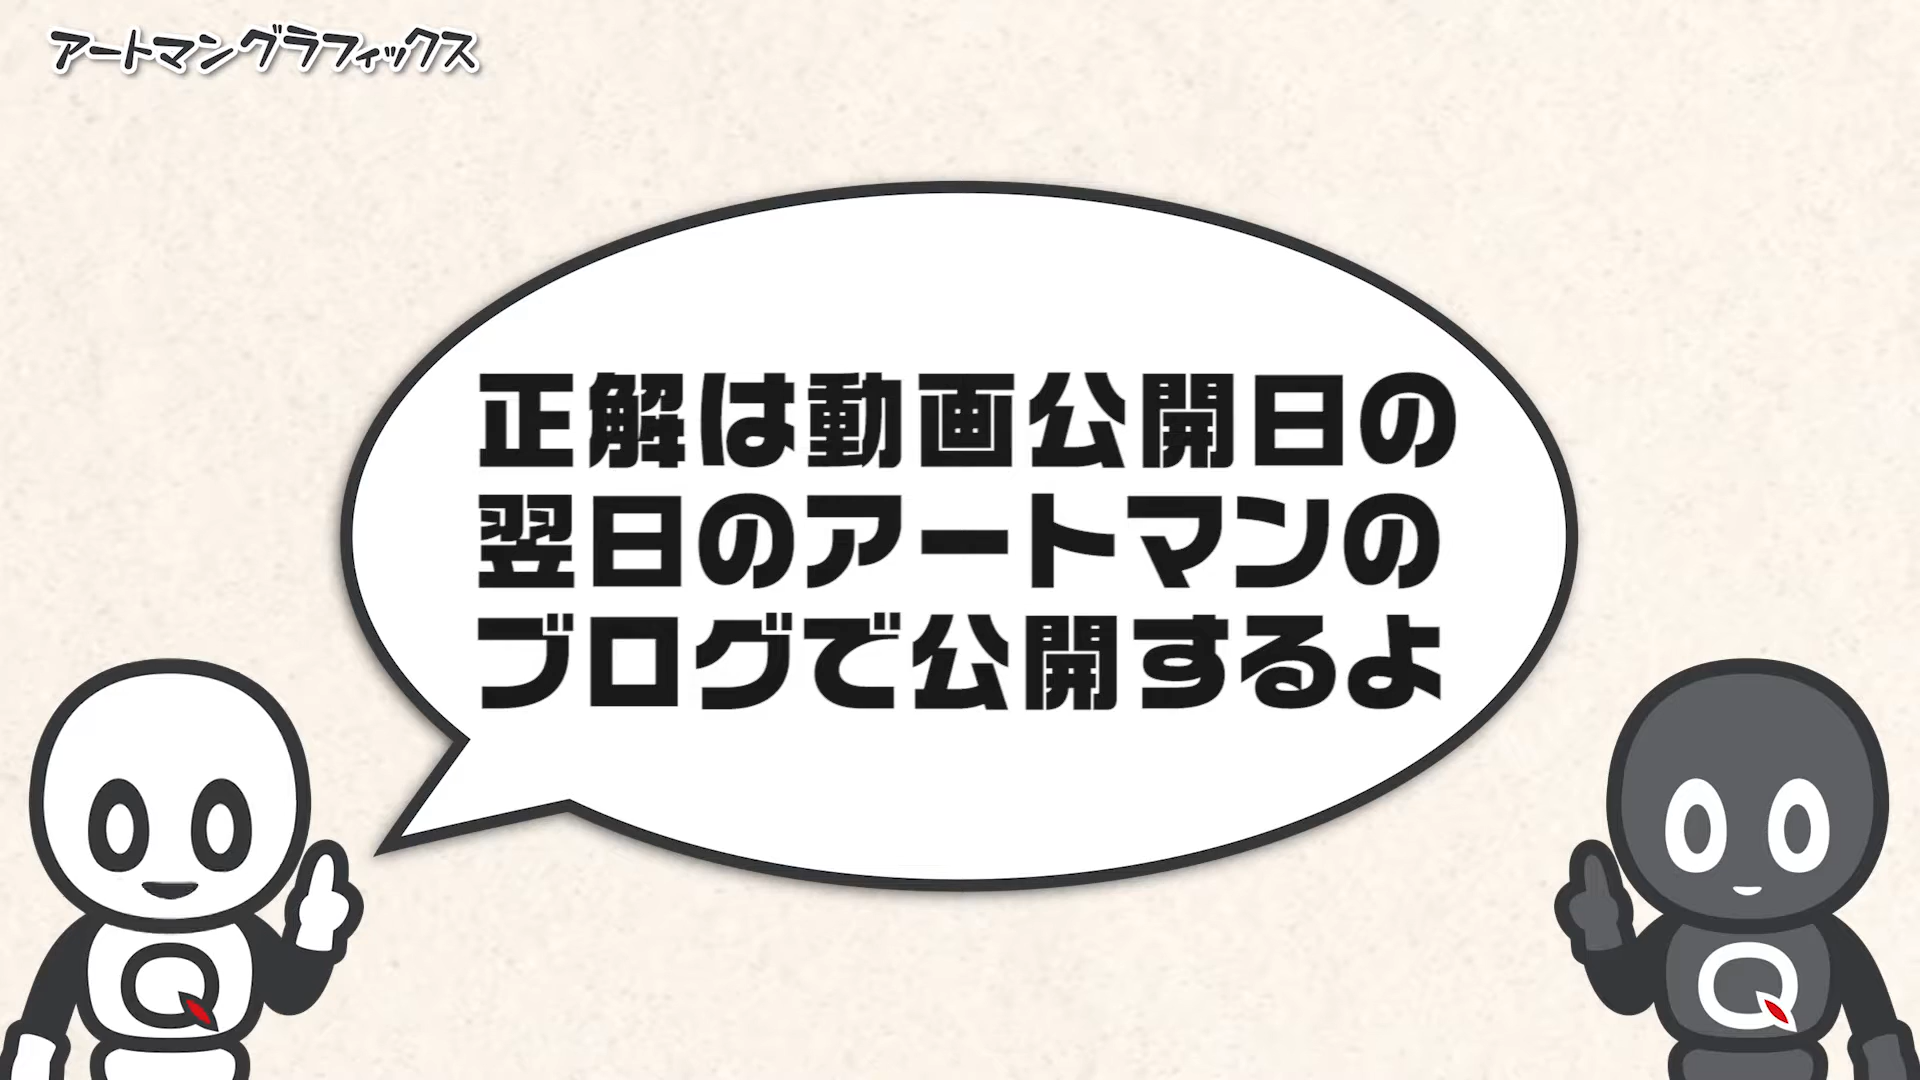 アートマングラフィックス
正解は動画公開日の
翌日のアートマンの
ブログで公開するよ
Q
Q